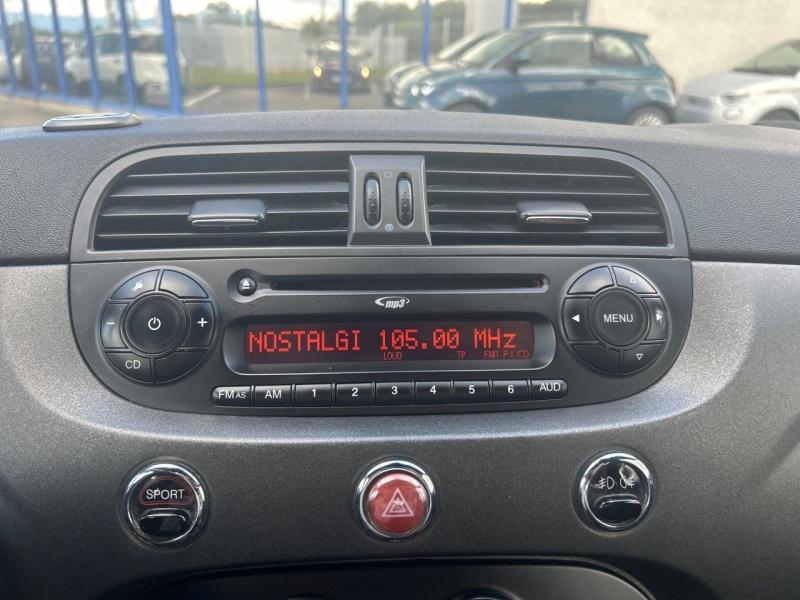 mp3
+
MENU
CD
NOSTALGI 105.00 MHz
LOUD TP FMR P1 CD
FM AS AM 1 2 3 4 5 6 AUD
SPORT